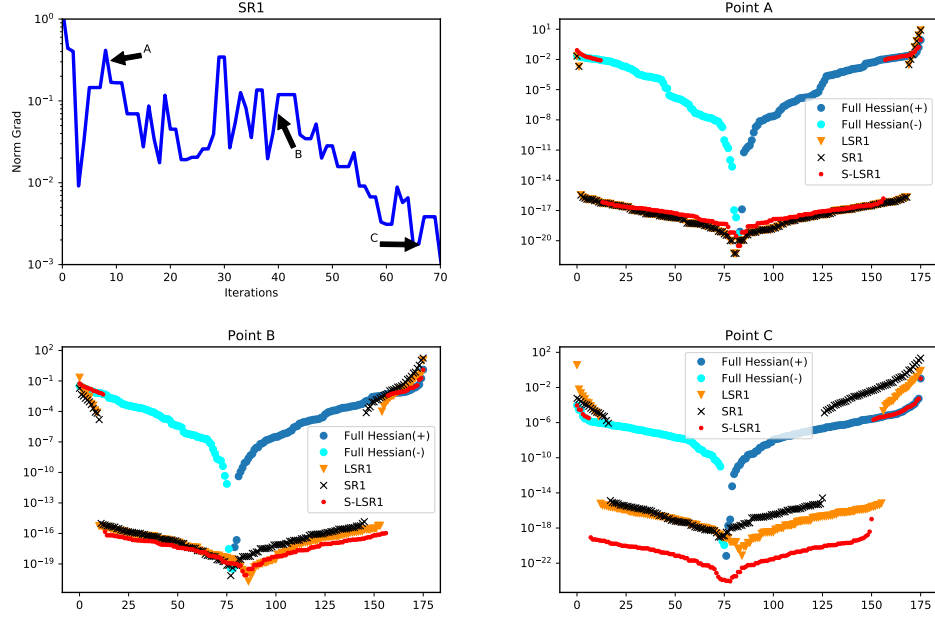 SR1
Norm Grad
10^0
10^-1
10^-2
10^-3
A
B
C
0 10 20 30 40 50 60 70
Iterations
Point A
10^1
10^-2
10^-5
10^-8
10^-11
10^-14
10^-17
10^-20
Full Hessian(+)
Full Hessian(-)
LSR1
SR1
S-LSR1
0 25 50 75 100 125 150 175
Point B
10^2
10^-1
10^-4
10^-7
10^-10
10^-13
10^-16
10^-19
Full Hessian(+)
Full Hessian(-)
LSR1
SR1
S-LSR1
0 25 50 75 100 125 150 175
Point C
10^2
10^-2
10^-6
10^-10
10^-14
10^-18
10^-22
Full Hessian(+)
Full Hessian(-)
LSR1
SR1
S-LSR1
0 25 50 75 100 125 150 175